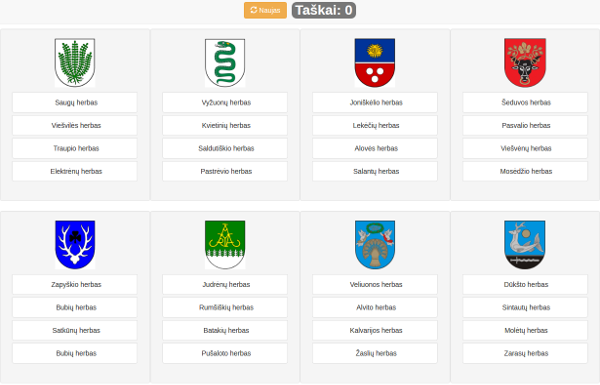 Naujas Taškai: 0
Saugų herbas
Viešvilės herbas
Traupio herbas
Elektrėnų herbas
Vyžuonų herbas
Kvietinių herbas
Saldutiškio herbas
Pastrėvio herbas
Joniškėlio herbas
Lekėčių herbas
Alovės herbas
Salantų herbas
Šeduvos herbas
Pasvalio herbas
Viešvėnų herbas
Mosėdžio herbas
Zapyškio herbas
Bubių herbas
Satkūnų herbas
Bubių herbas
Judrėnų herbas
Rumšiškių herbas
Batakių herbas
Pušaloto herbas
Veliuonos herbas
Alvito herbas
Kalvarijos herbas
Žaslių herbas
Dūkšto herbas
Sintautų herbas
Molėtų herbas
Zarasų herbas